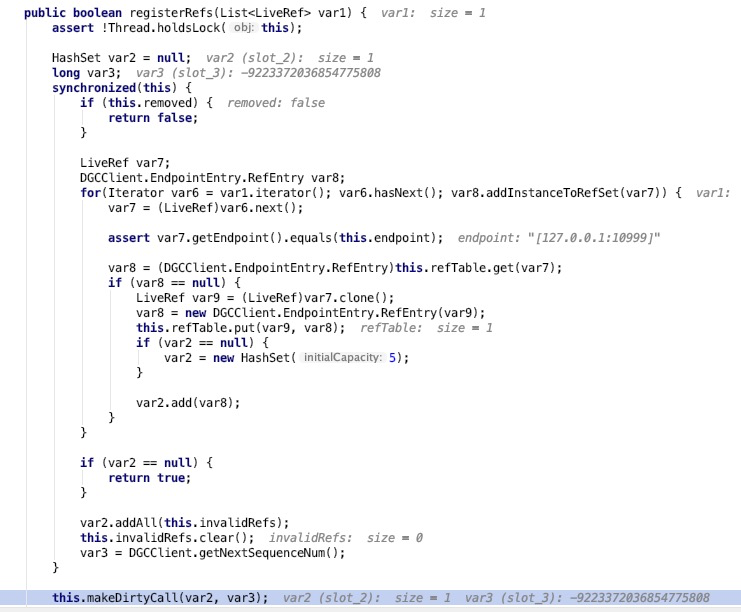 public boolean registerRefs(List<LiveRef> var1) {  var1:  size = 1
    assert !Thread.holdsLock( obj: this);

    HashSet var2 = null;  var2 (slot_2):  size = 1
    long var3;  var3 (slot_3): -9223372036854775808
    synchronized(this) {
        if (this.removed) {  removed: false
            return false;
        }

        LiveRef var7;
        DGCClient.EndpointEntry.RefEntry var8;
        for(Iterator var6 = var1.iterator(); var6.hasNext(); var8.addInstanceToRefSet(var7)) {  var1:
            var7 = (LiveRef)var6.next();

            assert var7.getEndpoint().equals(this.endpoint);  endpoint: "[127.0.0.1:10999]"

            var8 = (DGCClient.EndpointEntry.RefEntry)this.refTable.get(var7);
            if (var8 == null) {
                LiveRef var9 = (LiveRef)var7.clone();
                var8 = new DGCClient.EndpointEntry.RefEntry(var9);
                this.refTable.put(var9, var8);  refTable:  size = 1
                if (var2 == null) {
                    var2 = new HashSet( initialCapacity: 5);
                }

                var2.add(var8);
            }
        }

        if (var2 == null) {
            return true;
        }

        var2.addAll(this.invalidRefs);
        this.invalidRefs.clear();  invalidRefs:  size = 0
        var3 = DGCClient.getNextSequenceNum();
    }

    this.makeDirtyCall(var2, var3);  var2 (slot_2):  size = 1  var3 (slot_3): -9223372036854775808